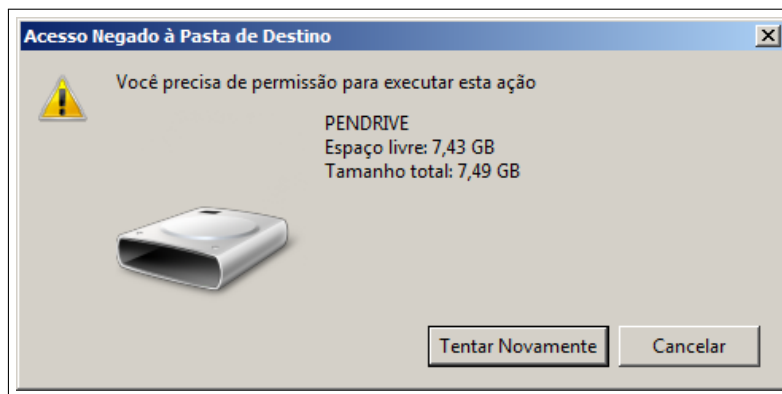 Acesso Negado à Pasta de Destino
Você precisa de permissão para executar esta ação
PENDRIVE
Espaço livre: 7,43 GB
Tamanho total: 7,49 GB
Tentar Novamente
Cancelar